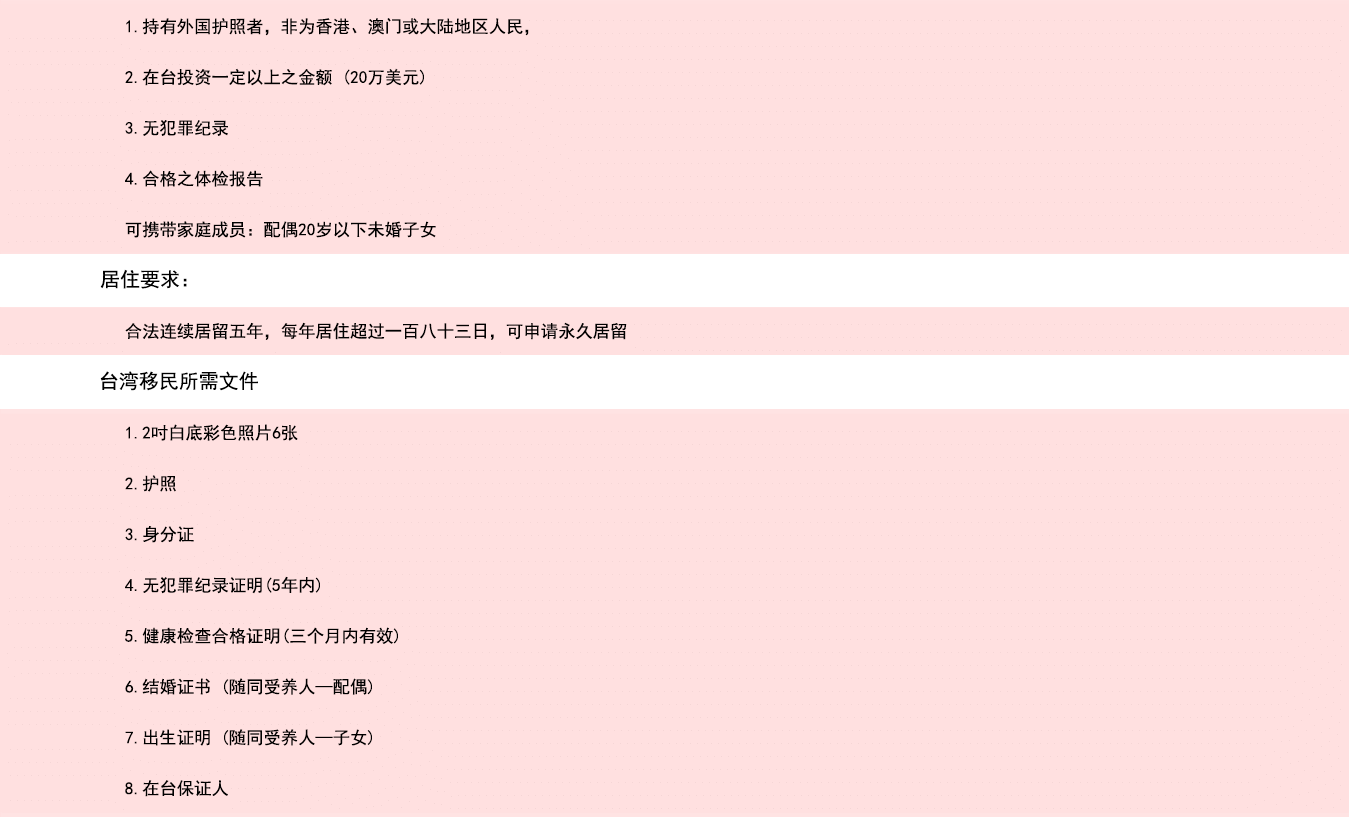 1. 持有外国护照者，非为香港、澳门或大陆地区人民，
2. 在台投资一定以上之金额 (20万美元)
3. 无犯罪纪录
4. 合格之体检报告
可携带家庭成员：配偶20岁以下未婚子女
居住要求：
合法连续居留五年，每年居住超过一百八十三日，可申请永久居留
台湾移民所需文件
1. 2吋白底彩色照片6张
2. 护照
3. 身分证
4. 无犯罪纪录证明(5年内)
5. 健康检查合格证明(三个月内有效)
6. 结婚证书 (随同受养人—配偶)
7. 出生证明 (随同受养人—子女)
8. 在台保证人